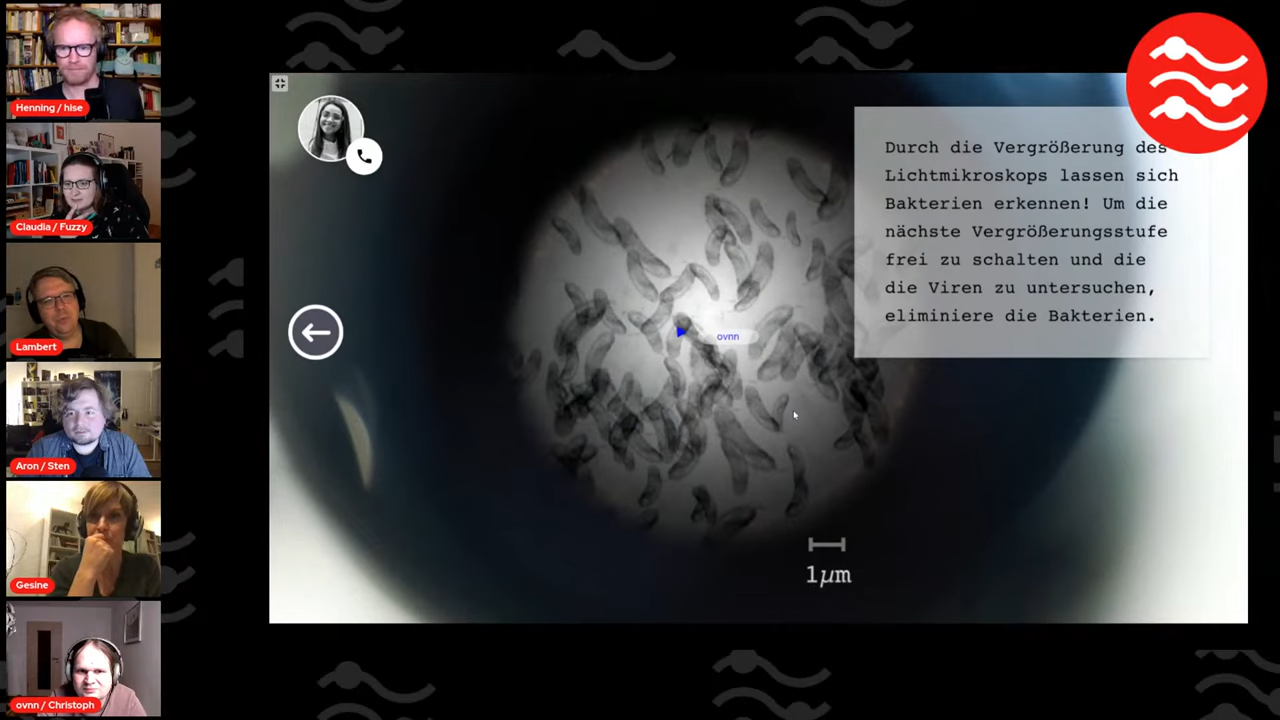 Henning / hise
Claudia / Fuzzy
Lambert
Aron / Sten
Gesine
ovnn / Christoph
Durch die Vergrößerung des
Lichtmikroskops lassen sich
Bakterien erkennen! Um die
nächste Vergrößerungsstufe
frei zu schalten und die
die Viren zu untersuchen,
eliminiere die Bakterien.
ovnn
1µm